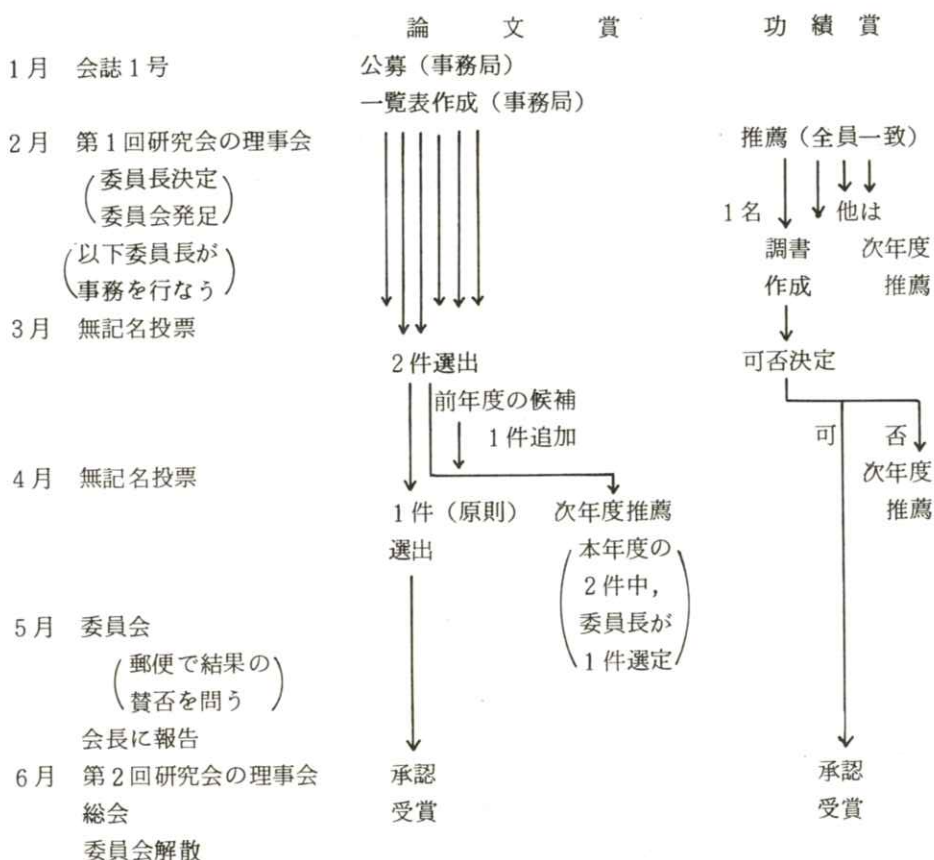 論文賞 功績賞
1月 会誌1号 公募(事務局)
一覧表作成(事務局)
2月 第1回研究会の理事会 推薦(全員一致)
(委員長決定
委員会発足)
1名 他は
(以下委員長が
事務を行なう)
調書 次年度
作成 推薦
3月 無記名投票
2件選出 可否決定
前年度の候補
1件追加
可 否
4月 無記名投票 次年度
推薦
1件(原則) 次年度推薦
選出
(本年度の
2件中,
委員長が
1件選定)
5月 委員会
(郵便で結果の
賛否を問う)
会長に報告
6月 第2回研究会の理事会 承認 承認
総会 受賞 受賞
委員会解散